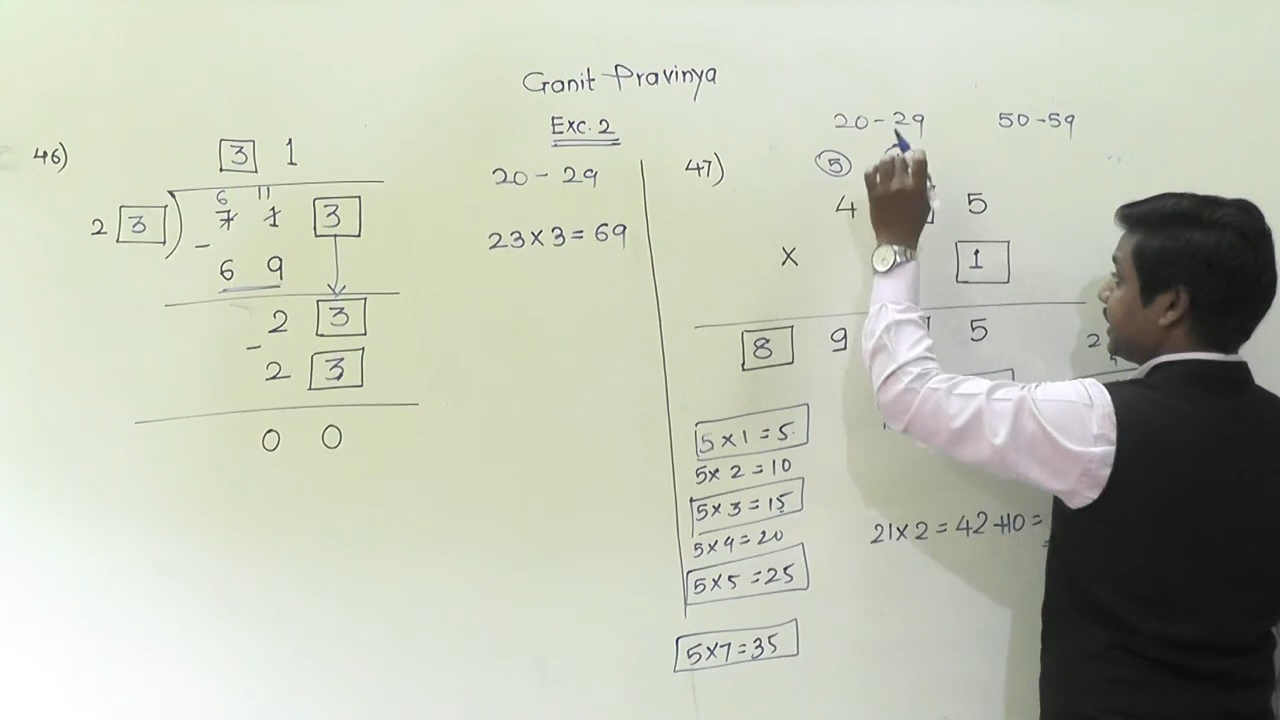 Ganit Pravinya
Exc. 2
46)
3 1
6 11
2 3 ) 7 1 3
- 6 9
2 3
- 2 3
0 0
20 - 29
23 x 3 = 69
20 - 29 50 - 59
47)
5
4 5
x 1
8 9 5
2
5 x 1 = 5
5 x 2 = 10
5 x 3 = 15
5 x 4 = 20
5 x 5 = 25
5 x 7 = 35
21 x 2 = 42 + 10 =